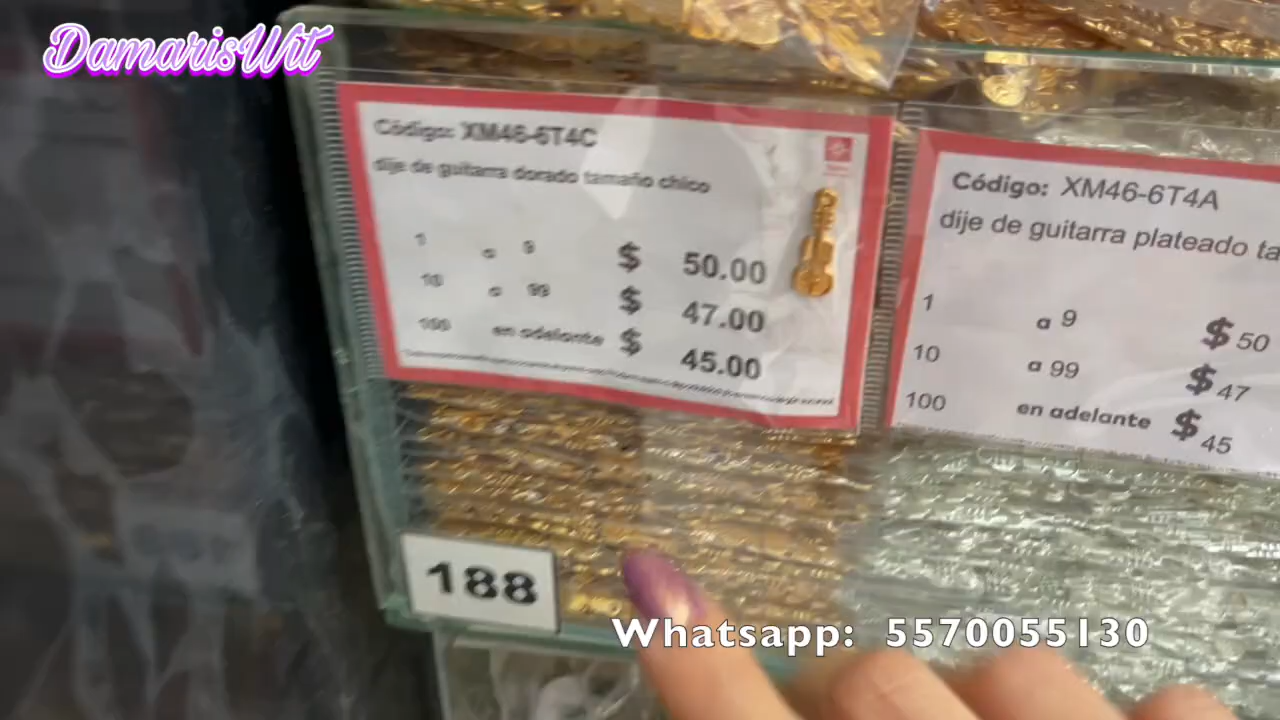 DamarisWit
Código: XM46-6T4C
dije de guitarra dorado tamaño chico
1 a 9 $ 50.00
10 a 99 $ 47.00
100 en adelante $ 45.00
188
Código: XM46-6T4A
dije de guitarra plateado ta
1 a 9 $ 50
10 a 99 $ 47
100 en adelante $ 45
Whatsapp: 5570055130